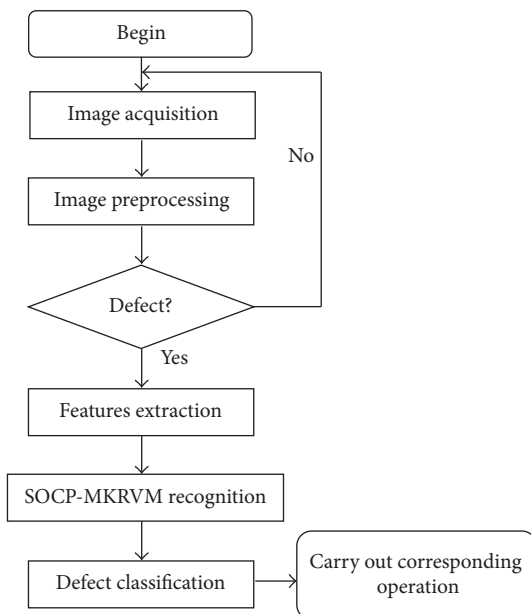 Begin
Image acquisition
No
Image preprocessing
Defect?
Yes
Features extraction
SOCP-MKRVM recognition
Defect classification
Carry out corresponding
operation